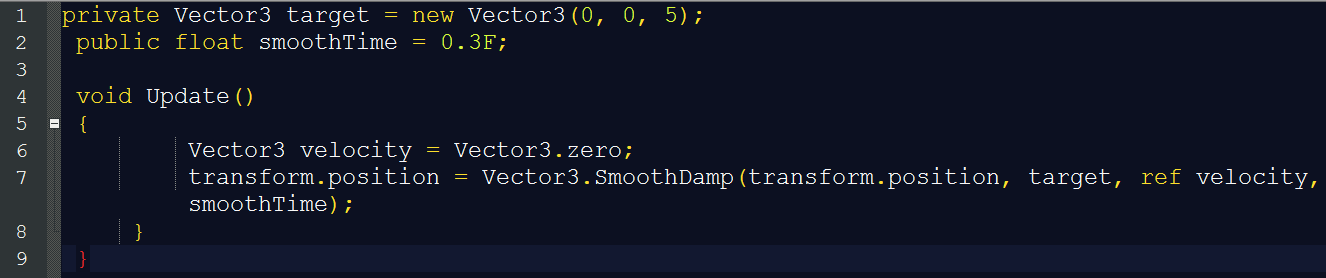 1 private Vector3 target = new Vector3(0, 0, 5);
2 public float smoothTime = 0.3F;
3
4 void Update()
5 {
6 Vector3 velocity = Vector3.zero;
7 transform.position = Vector3.SmoothDamp(transform.position, target, ref velocity,
smoothTime);
8 }
9 }